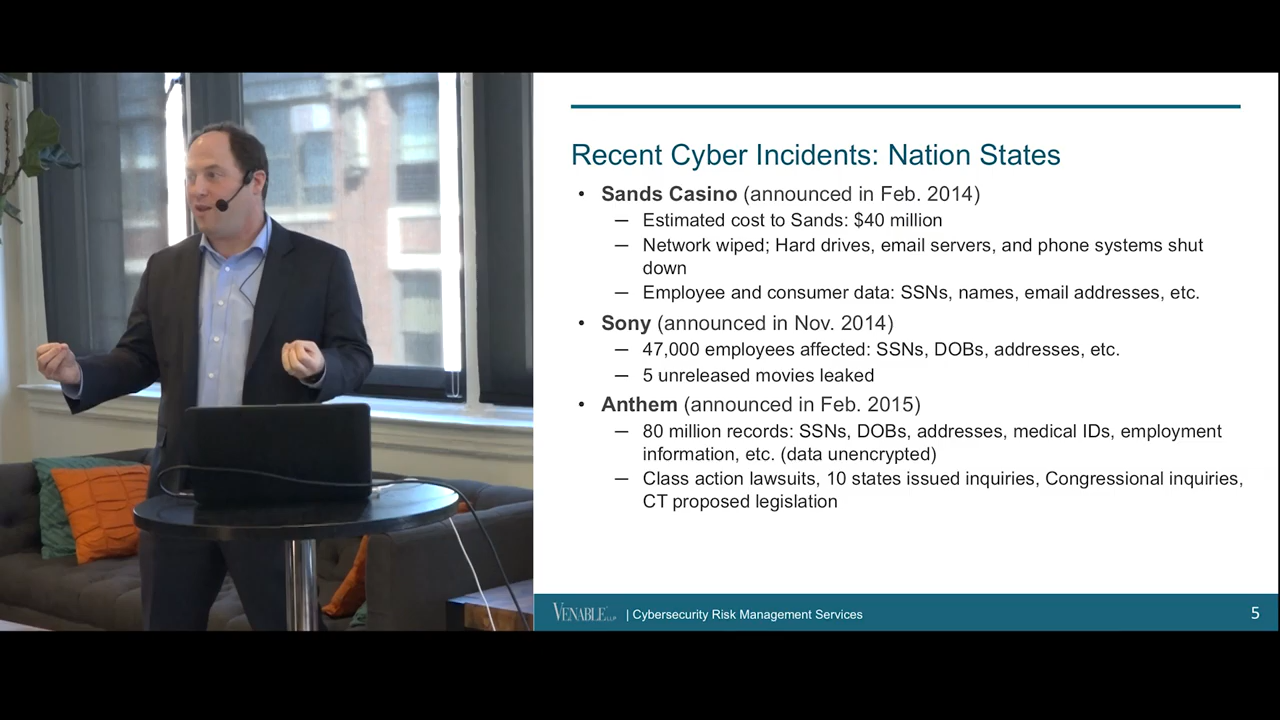 Recent Cyber Incidents: Nation States
• Sands Casino (announced in Feb. 2014)
— Estimated cost to Sands: $40 million
— Network wiped; Hard drives, email servers, and phone systems shut
down
— Employee and consumer data: SSNs, names, email addresses, etc.
• Sony (announced in Nov. 2014)
— 47,000 employees affected: SSNs, DOBs, addresses, etc.
— 5 unreleased movies leaked
• Anthem (announced in Feb. 2015)
— 80 million records: SSNs, DOBs, addresses, medical IDs, employment
information, etc. (data unencrypted)
— Class action lawsuits, 10 states issued inquiries, Congressional inquiries,
CT proposed legislation
VENABLE LLP | Cybersecurity Risk Management Services 5